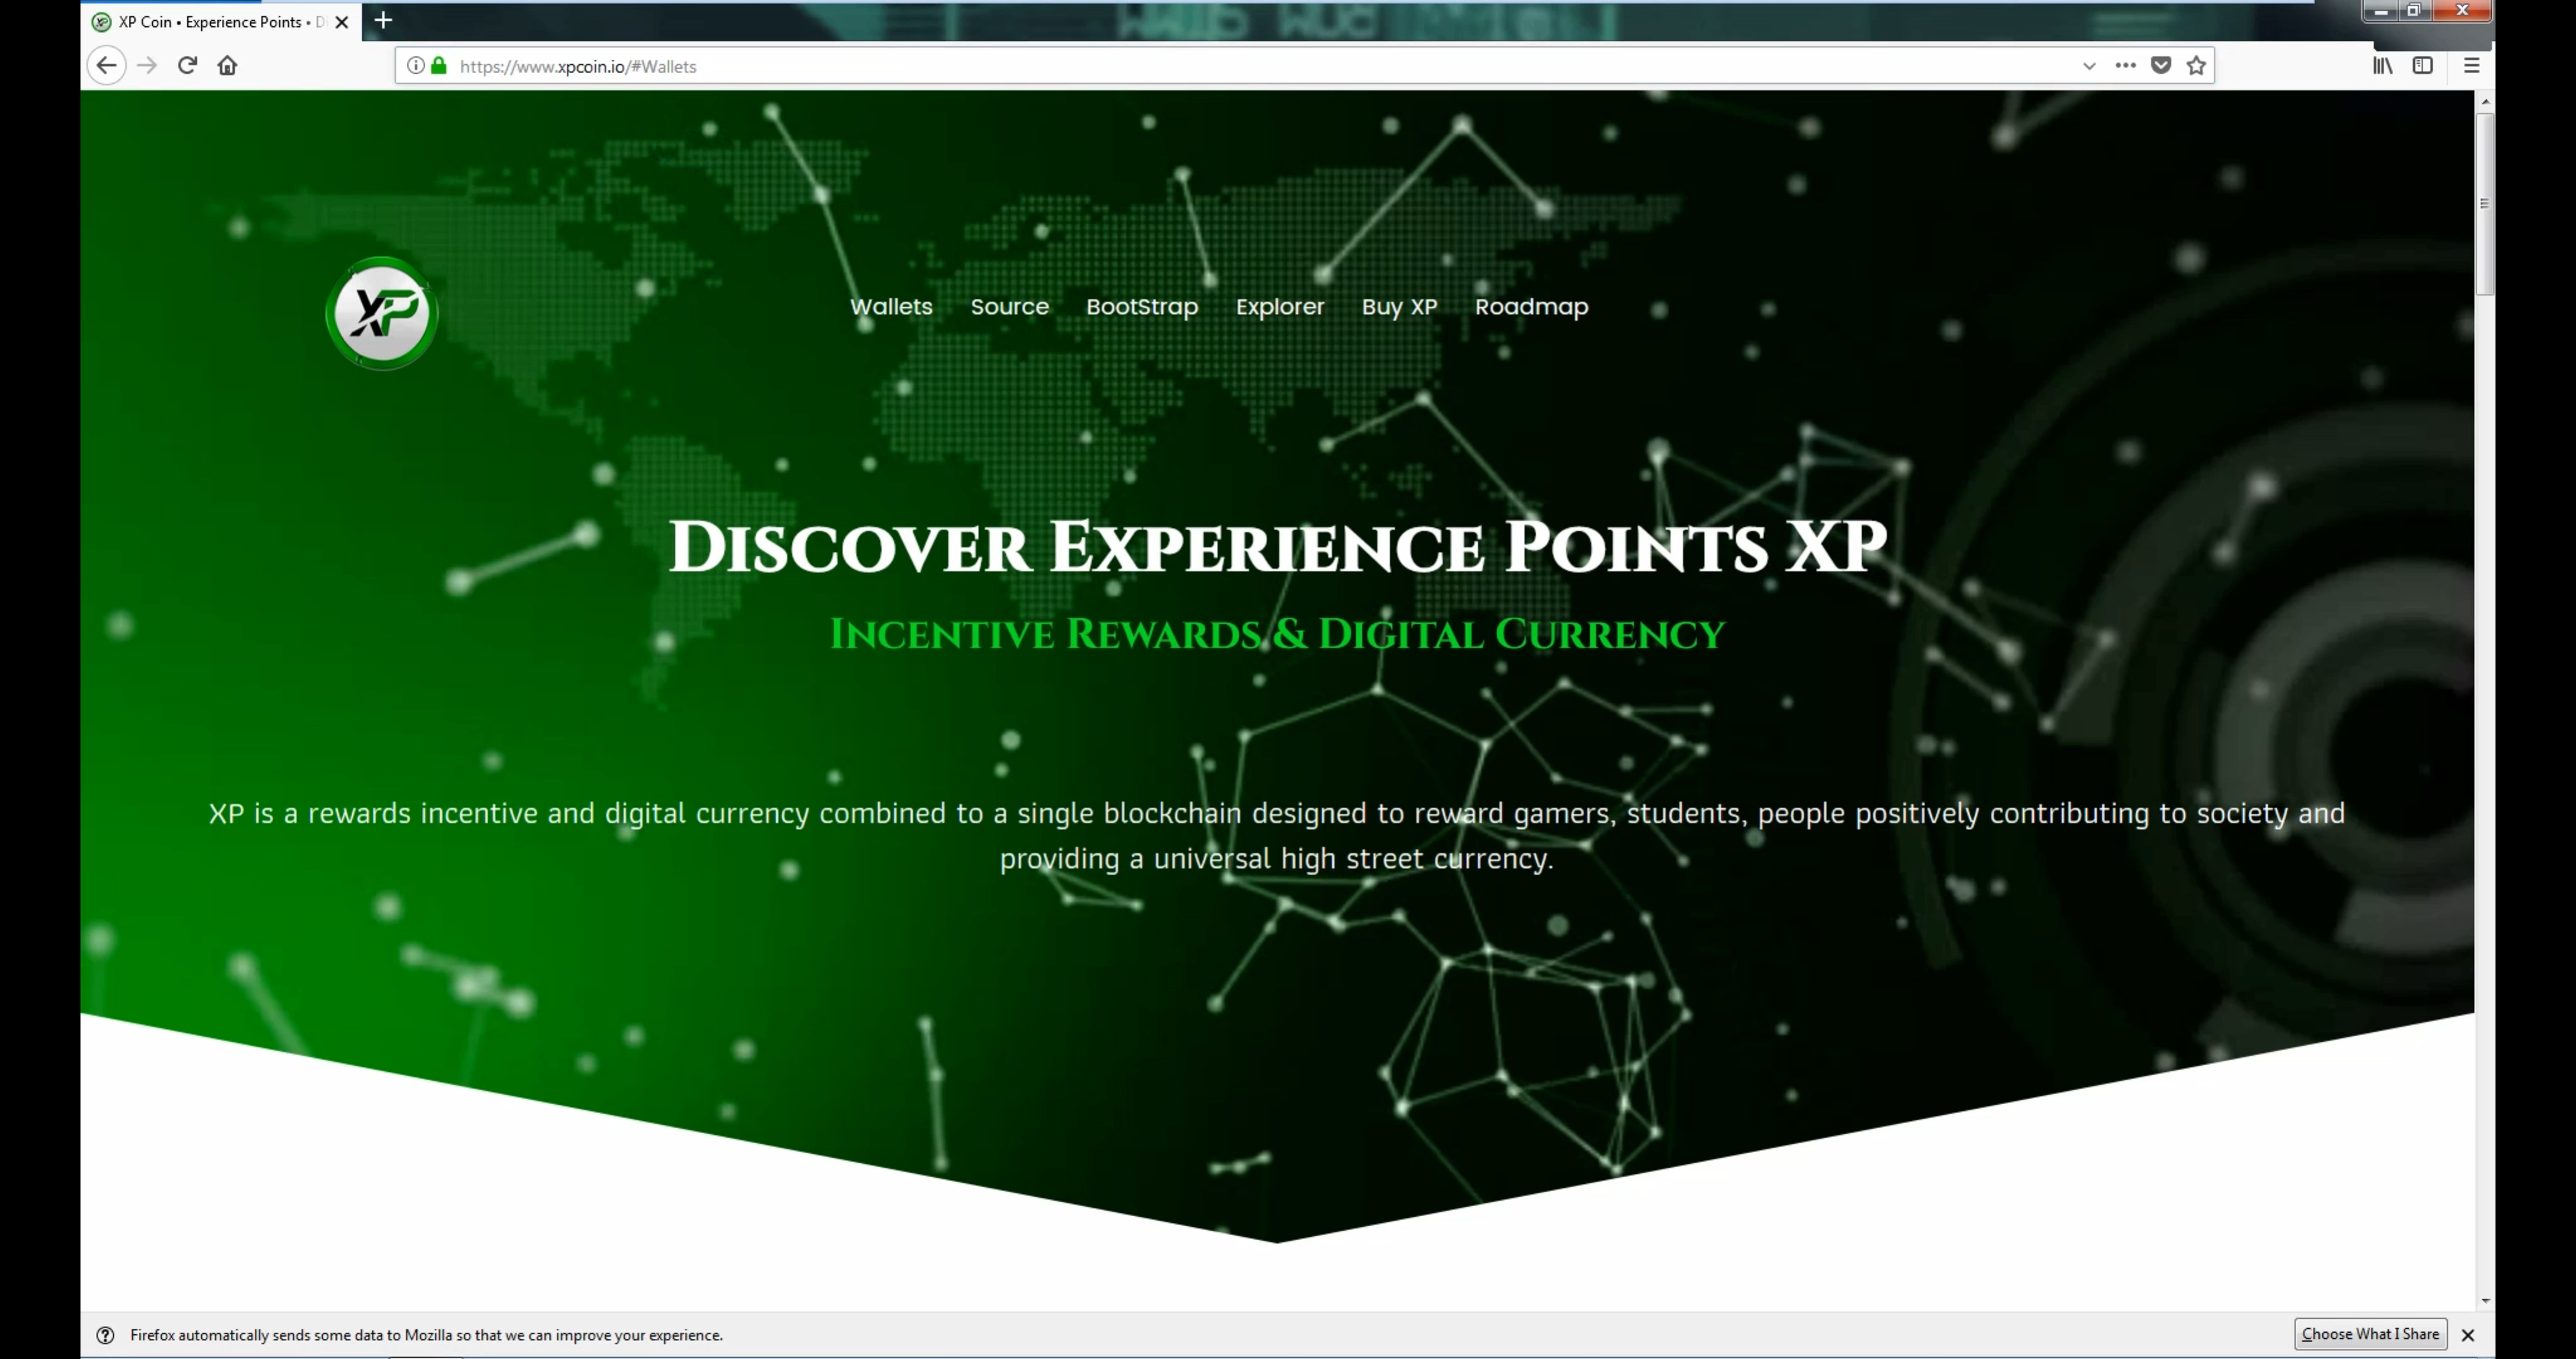 XP Coin • Experience Points • D
https://www.xpcoin.io/#Wallets
XP
Wallets Source BootStrap Explorer Buy XP Roadmap
Discover Experience Points XP
Incentive Rewards & Digital Currency
XP is a rewards incentive and digital currency combined to a single blockchain designed to reward gamers, students, people positively contributing to society and
providing a universal high street currency.
Firefox automatically sends some data to Mozilla so that we can improve your experience.
Choose What I Share